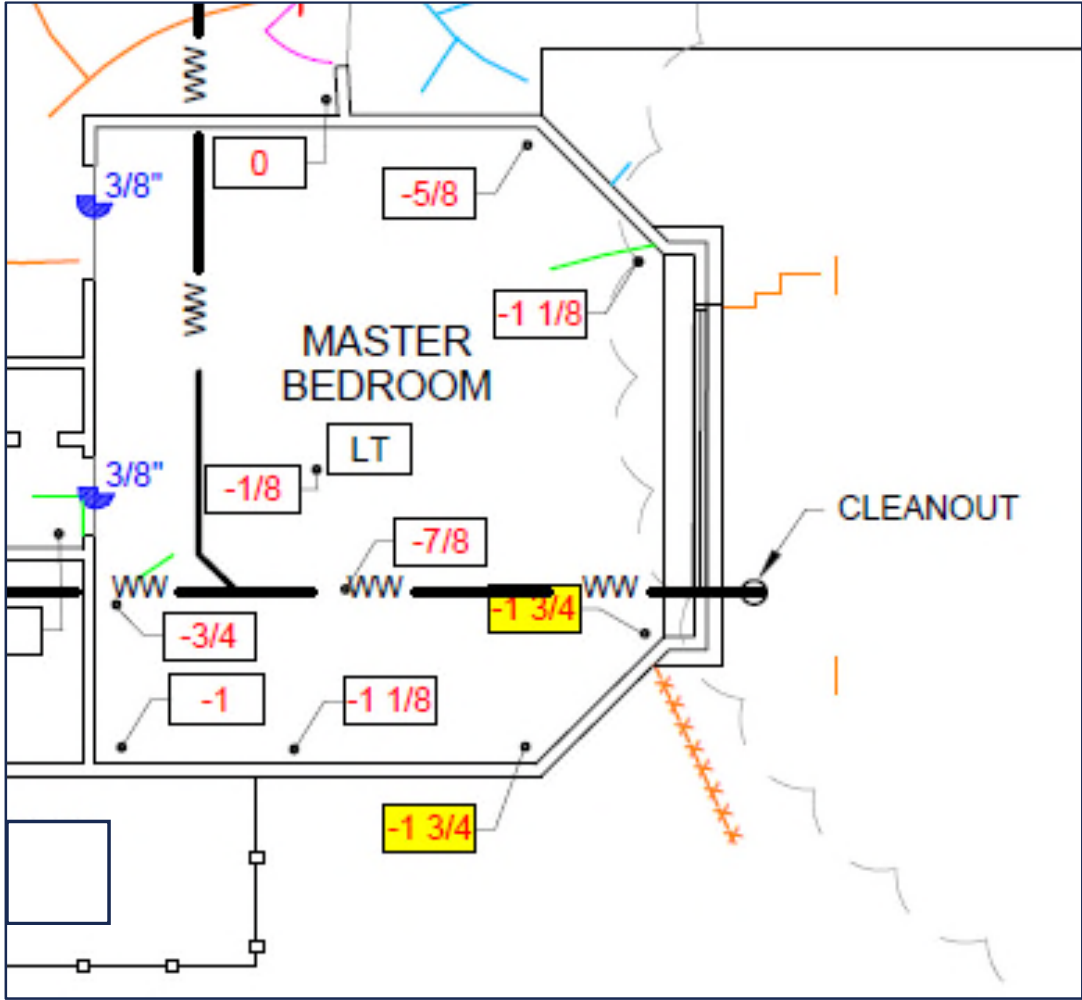 WW
3/8"
0
-5/8
WW
-1 1/8
MASTER
BEDROOM
LT
3/8"
-1/8
CLEANOUT
-7/8
WW
WW
WW
-1 3/4
-3/4
-1
-1 1/8
-1 3/4